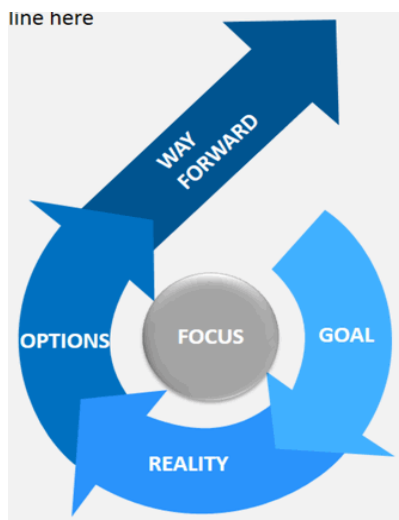 line here
WAY
FORWARD
OPTIONS
FOCUS
GOAL
REALITY